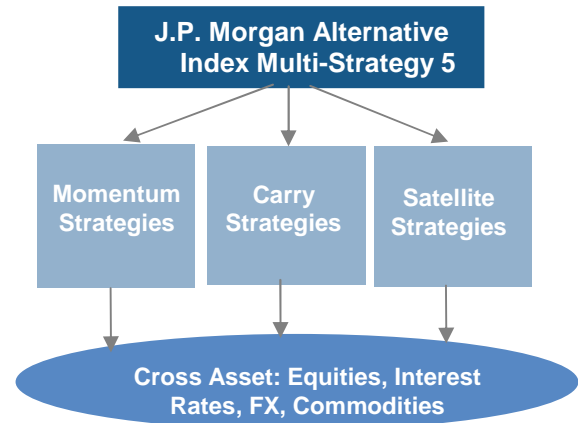 J.P. Morgan Alternative
Index Multi-Strategy 5
Momentum
Strategies
Carry
Strategies
Satellite
Strategies
Cross Asset: Equities, Interest
Rates, FX, Commodities